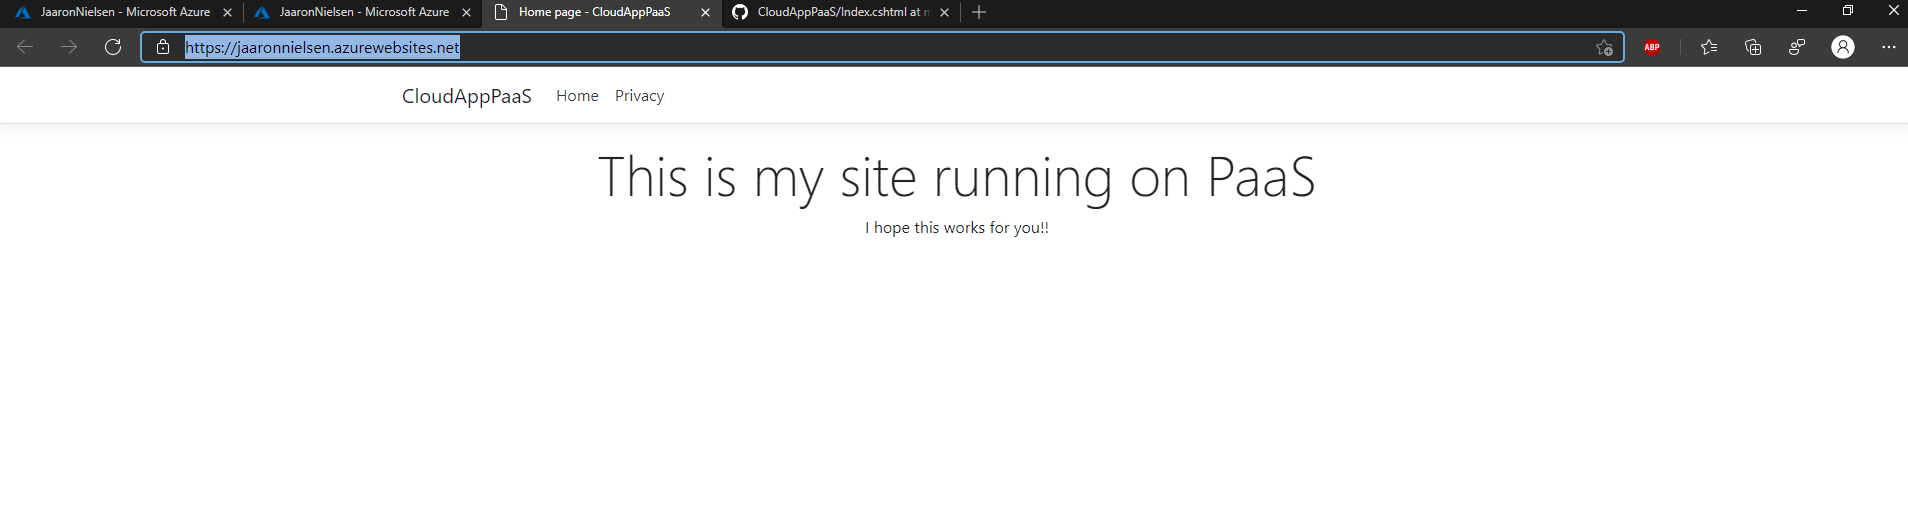 JaaronNielsen - Microsoft Azure
JaaronNielsen - Microsoft Azure
Home page - CloudAppPaaS
CloudAppPaaS/Index.cshtml at
https://jaaronnielsen.azurewebsites.net
ABP
CloudAppPaaS Home Privacy
This is my site running on PaaS
I hope this works for you!!